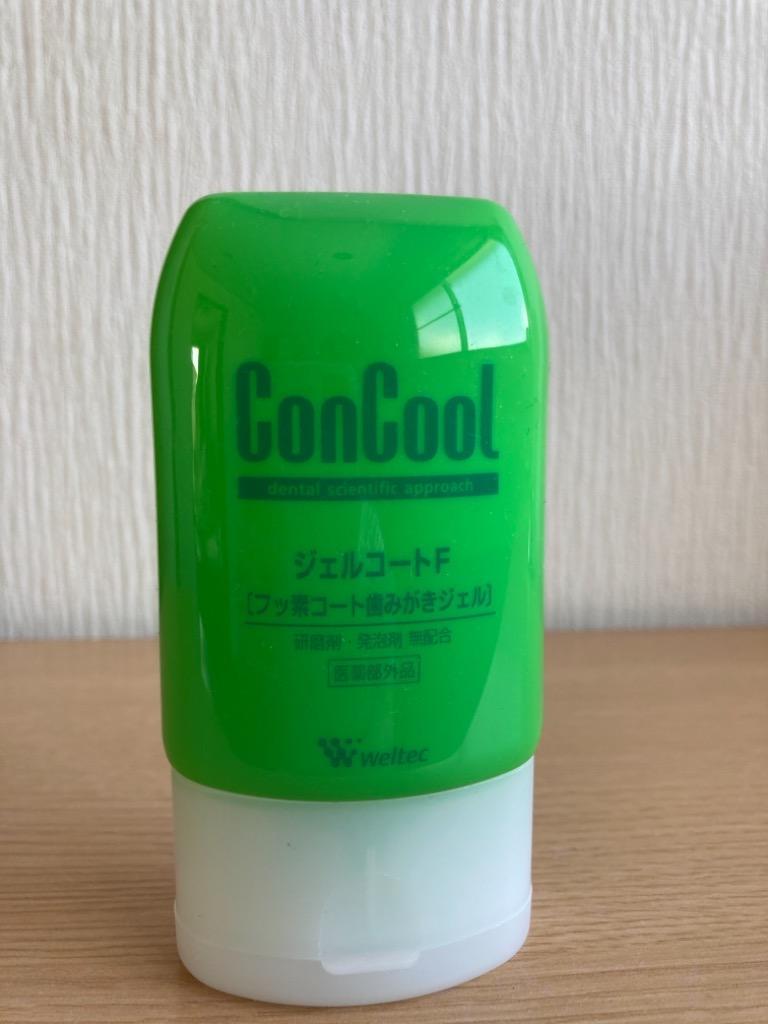 ConCool
dental scientific approach
ジェルコートF
［フッ素コート歯みがきジェル］
研磨剤・発泡剤 無配合
医薬部外品
weltec